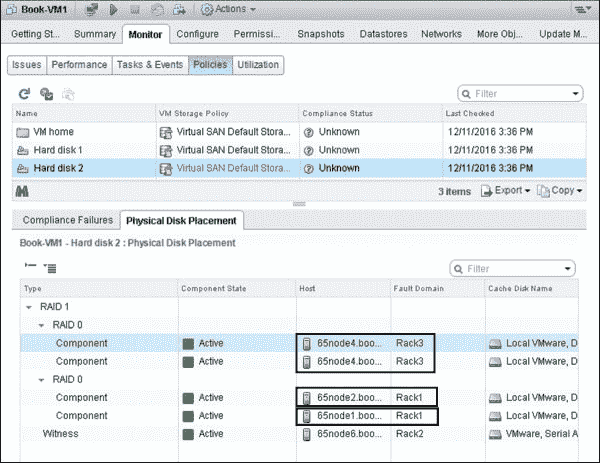 Book-VM1 Actions
Getting St... Summary Monitor Configure Permissi... Snapshots Datastores Networks More Obj... Update M...
Issues Performance Tasks & Events Policies Utilization
Filter
Name VM Storage Policy Compliance Status Last Checked
VM home Virtual SAN Default Stora... Unknown 12/11/2016 3:36 PM
Hard disk 1 Virtual SAN Default Stora... Unknown 12/11/2016 3:36 PM
Hard disk 2 Virtual SAN Default Stora... Unknown 12/11/2016 3:36 PM
3 items Export Copy
Compliance Failures Physical Disk Placement
Book-VM1 - Hard disk 2 : Physical Disk Placement
Filter
Type Component State Host Fault Domain Cache Disk Name
RAID 1
RAID 0
Component Active 65node4.boo... Rack3 Local VMware, D
Component Active 65node4.boo... Rack3 Local VMware, D
RAID 0
Component Active 65node2.boo... Rack1 Local VMware, D
Component Active 65node1.boo... Rack1 Local VMware, D
Witness Active 65node6.boo... Rack2 VMware, Serial A